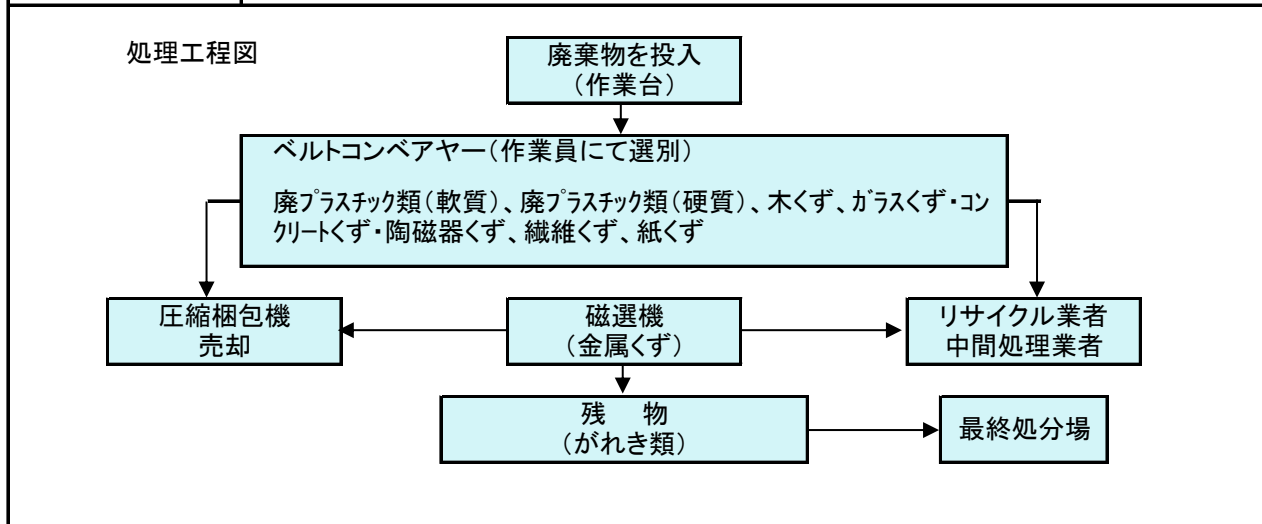 処理工程図
廃棄物を投入
(作業台)
ベルトコンベアヤー(作業員にて選別)
廃プラスチック類(軟質)、廃プラスチック類(硬質)、木くず、ガラスくず・コン
クリートくず・陶磁器くず、繊維くず、紙くず
圧縮梱包機
売却
磁選機
(金属くず)
リサイクル業者
中間処理業者
残 物
(がれき類)
最終処分場